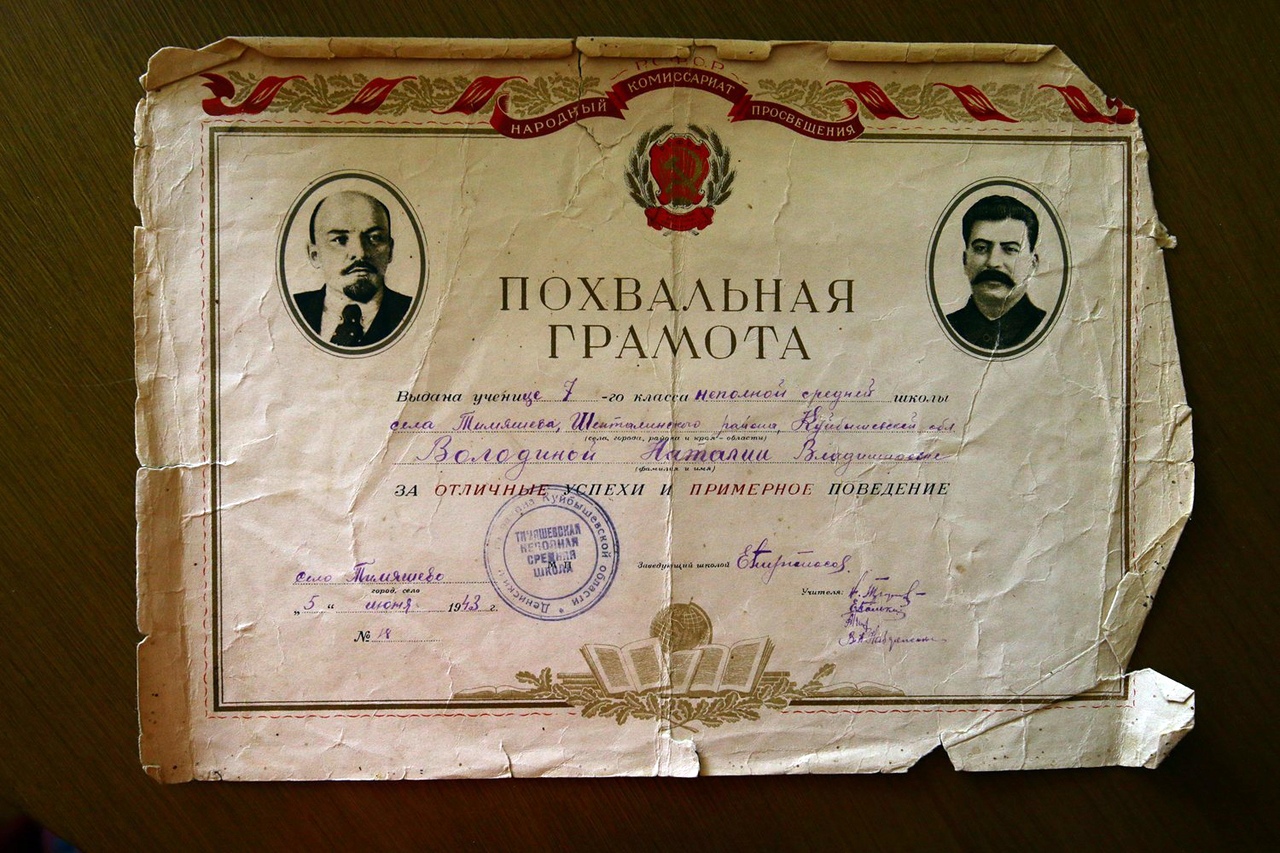 РСФСР
НАРОДНЫЙ КОМИССАРИАТ ПРОСВЕЩЕНИЯ
ПОХВАЛЬНАЯ
ГРАМОТА
Выдана ученице 7-го класса неполной средней школы
села Тимяшева, Шенталинского района, Куйбышевской обл.
(село, город, район и край-область)
Володиной Наталии Владимировне
(фамилия и имя)
ЗА ОТЛИЧНЫЕ УСПЕХИ И ПРИМЕРНОЕ ПОВЕДЕНИЕ
Куйбышевской области
ТИМЯШЕВСКАЯ
НЕПОЛНАЯ
СРЕДНЯЯ
ШКОЛА
М П
Заведующий школой
село Тимяшево
город, село
Учителя:
„5“ июня 1943 г.
№ 18